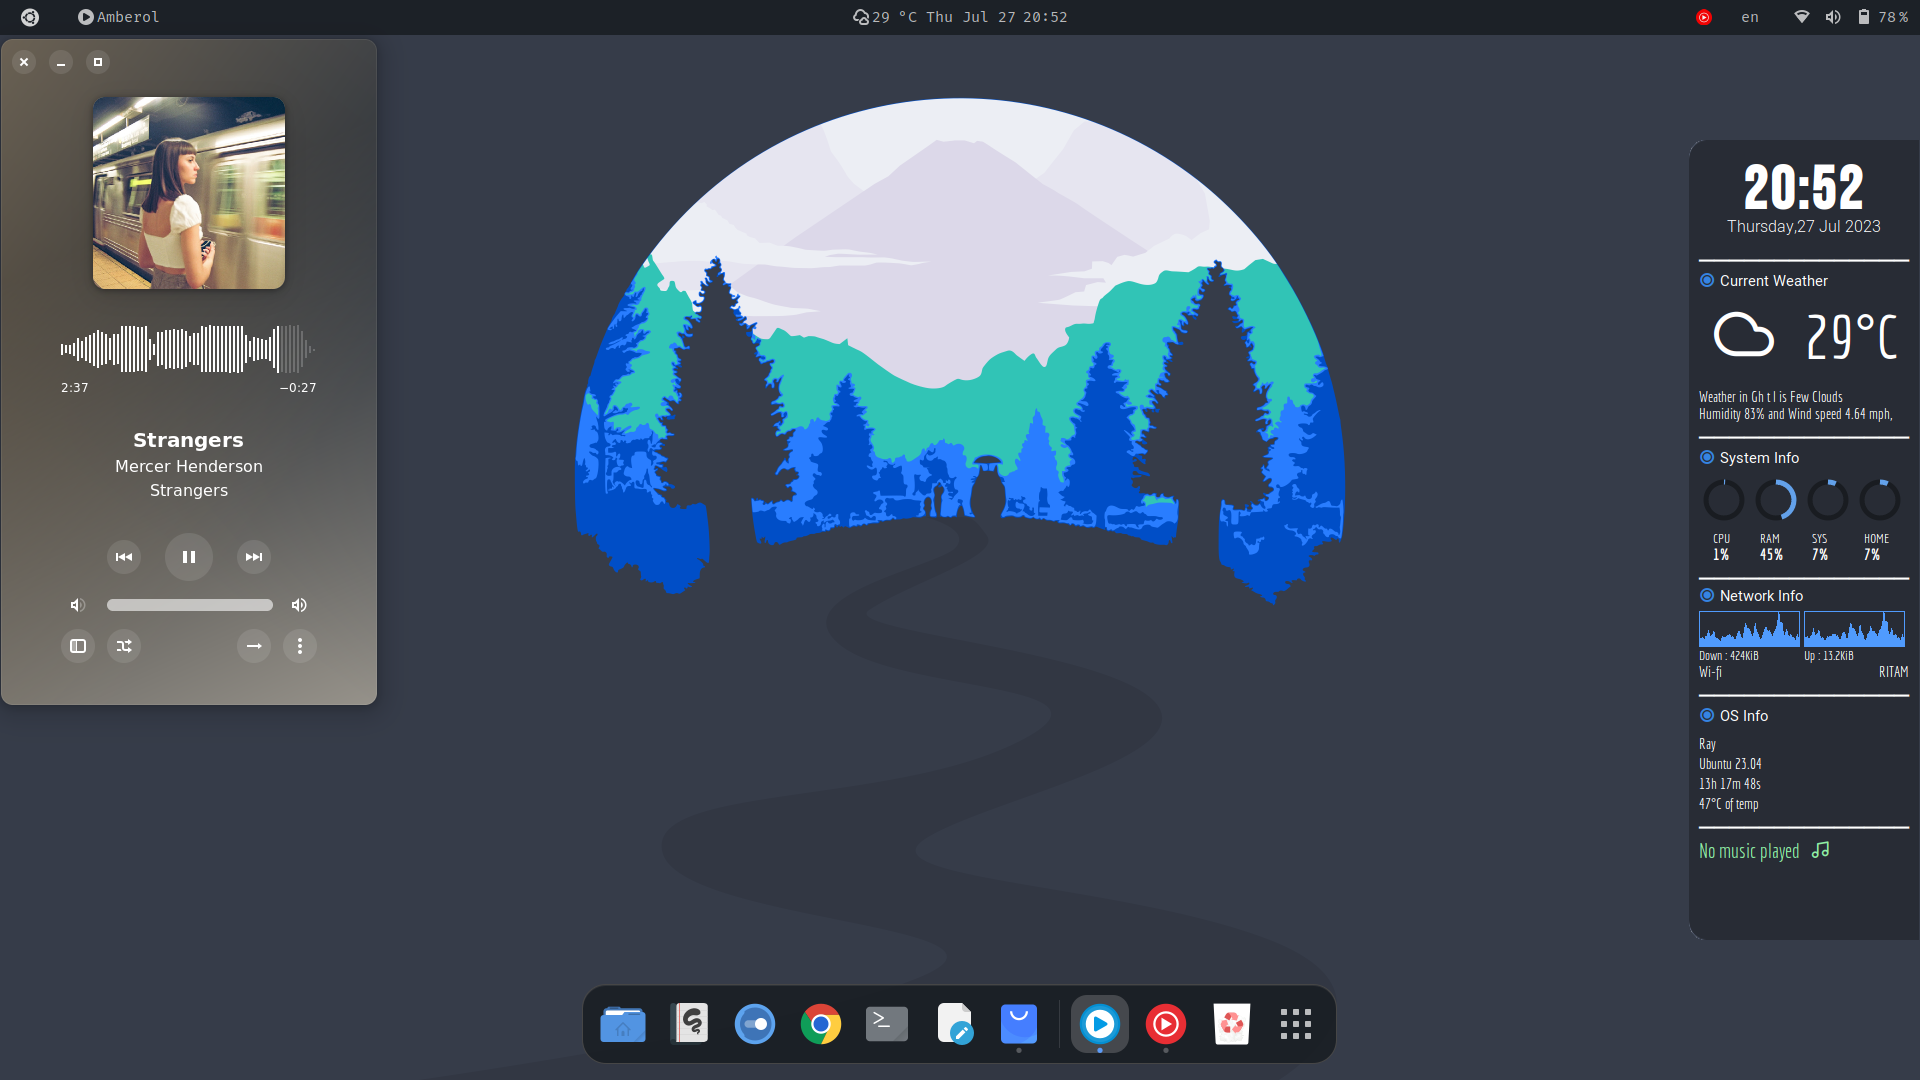 Amberol
29 °C Thu Jul 27 20:52
en
78%
2:37
−0:27
Strangers
Mercer Henderson
Strangers
20:52
Thursday,27 Jul 2023
Current Weather
29°C
Weather in Gh t l is Few Clouds
Humidity 83% and Wind speed 4.64 mph,
System Info
CPU RAM SYS HOME
1% 45% 7% 7%
Network Info
Down : 424KiB Up : 13.2KiB
Wi-fi RITAM
OS Info
Ray
Ubuntu 23.04
13h 17m 48s
47°C of temp
No music played